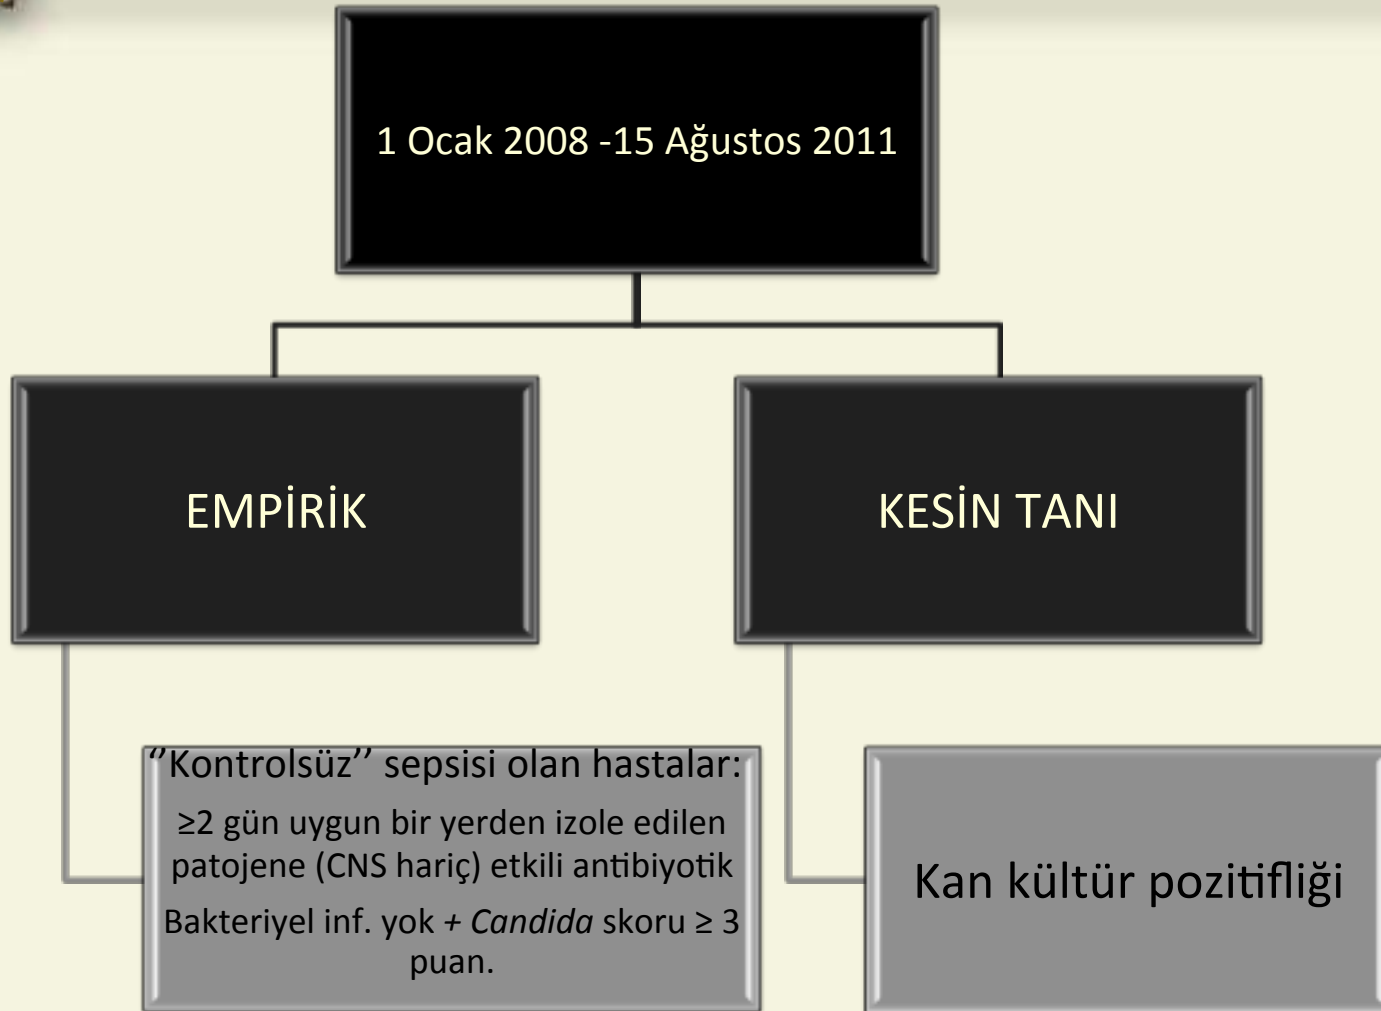 1 Ocak 2008 -15 Ağustos 2011
EMPİRİK
KESİN TANI
‘’Kontrolsüz’’ sepsisi olan hastalar:
≥2 gün uygun bir yerden izole edilen
patojene (CNS hariç) etkili antibiyotik
Bakteriyel inf. yok + Candida skoru ≥ 3
puan.
Kan kültür pozitifliği